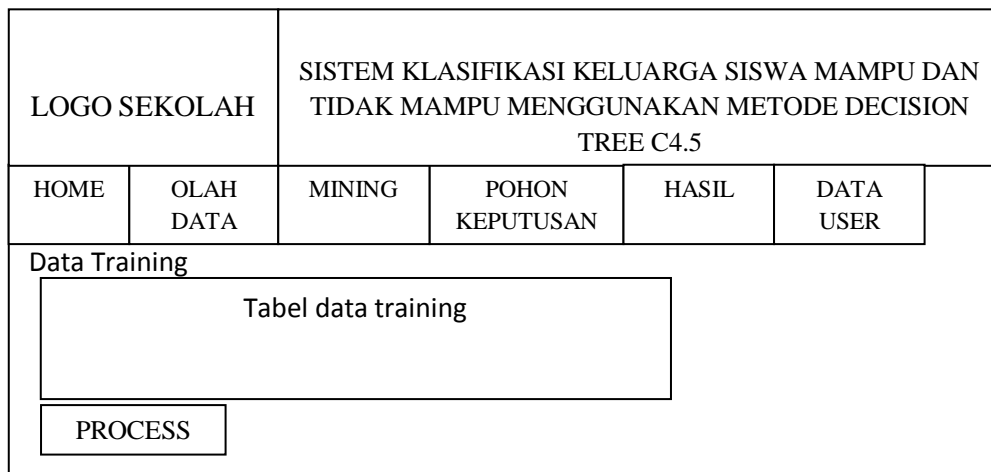 LOGO SEKOLAH
SISTEM KLASIFIKASI KELUARGA SISWA MAMPU DAN
TIDAK MAMPU MENGGUNAKAN METODE DECISION
TREE C4.5
HOME
OLAH
DATA
MINING
POHON
KEPUTUSAN
HASIL
DATA
USER
Data Training
Tabel data training
PROCESS